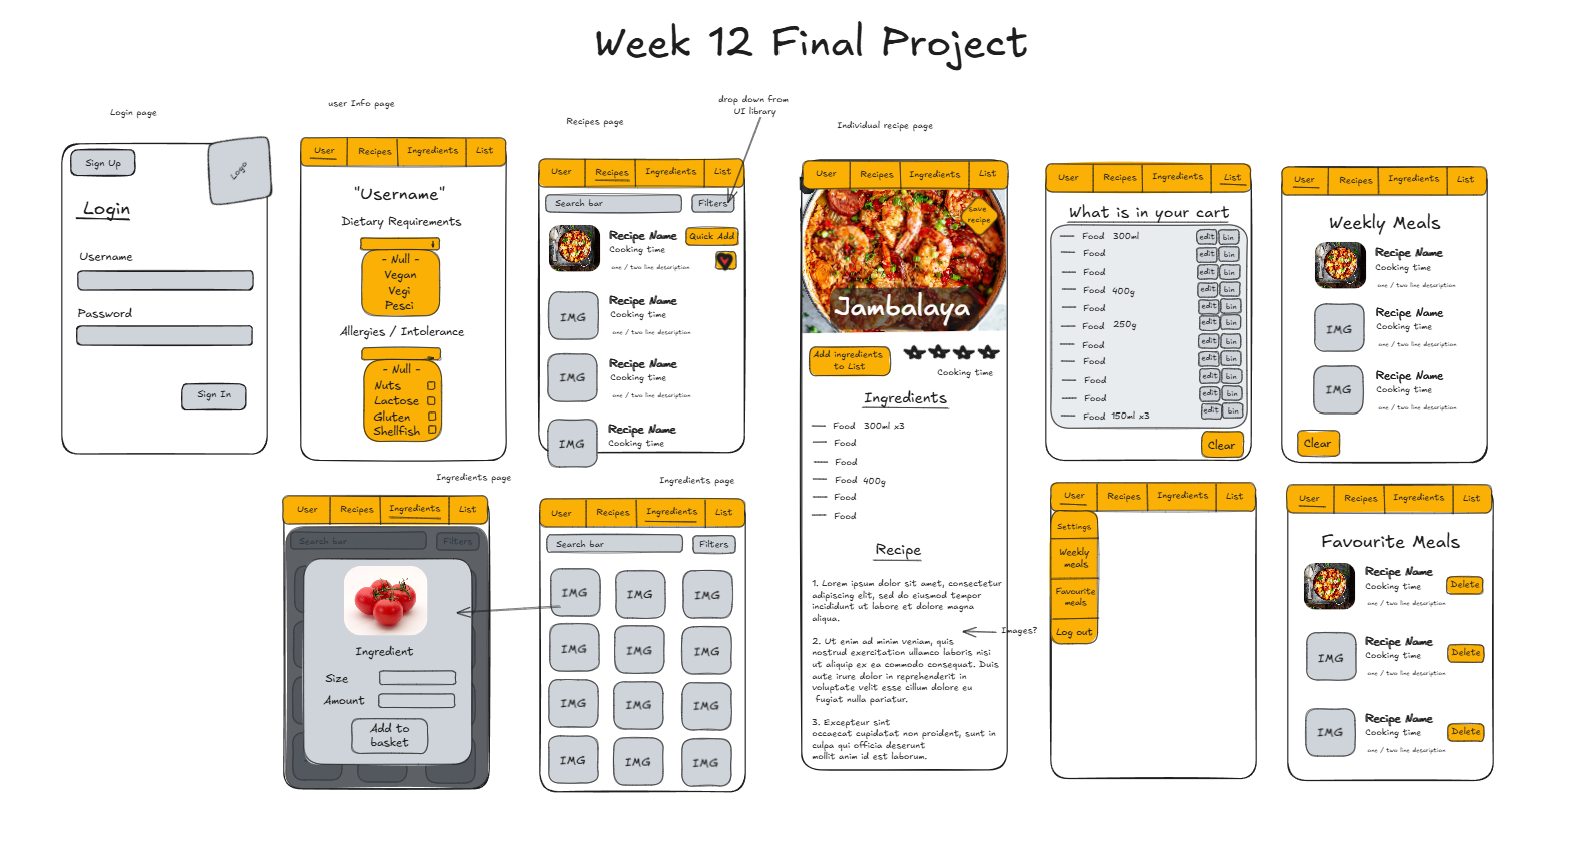 Week 12 Final Project
Login page
Sign Up
Logo
Login
Username
Password
Sign In
user Info page
User Recipes Ingredients List
"Username"
Dietary Requirements
- Null -
Vegan
Vegi
Pesci
Allergies / Intolerance
- Null -
Nuts
Lactose
Gluten
Shellfish
Recipes page
drop down from
UI library
User Recipes Ingredients List
Search bar Filters
Recipe Name Quick Add
Cooking time
one / two line description
IMG
Recipe Name
Cooking time
one / two line description
IMG
Recipe Name
Cooking time
one / two line description
IMG
Recipe Name
Cooking time
Individual recipe page
User Recipes Ingredients List
save
recipe
Jambalaya
Add ingredients
to List
Cooking time
Ingredients
Food 300ml x3
Food
Food
Food 400g
Food
Food
Recipe
1. Lorem ipsum dolor sit amet, consectetur
adipiscing elit, sed do eiusmod tempor
incididunt ut labore et dolore magna
aliqua.
2. Ut enim ad minim veniam, quis
nostrud exercitation ullamco laboris nisi
ut aliquip ex ea commodo consequat. Duis
aute irure dolor in reprehenderit in
voluptate velit esse cillum dolore eu
fugiat nulla pariatur.
3. Excepteur sint
occaecat cupidatat non proident, sunt in
culpa qui officia deserunt
mollit anim id est laborum.
Images?
User Recipes Ingredients List
What is in your cart
Food 300ml edit bin
Food edit bin
Food edit bin
Food 400g edit bin
Food edit bin
Food 250g edit bin
Food edit bin
Food edit bin
Food edit bin
Food edit bin
Food 150ml x3 edit bin
Clear
User Recipes Ingredients List
Weekly Meals
Recipe Name
Cooking time
one / two line description
IMG
Recipe Name
Cooking time
one / two line description
IMG
Recipe Name
Cooking time
one / two line description
Clear
Ingredients page
User Recipes Ingredients List
Search bar Filters
Ingredient
Size
Amount
Add to
basket
Ingredients page
User Recipes Ingredients List
Search bar Filters
IMG IMG IMG
IMG IMG IMG
IMG IMG IMG
IMG IMG IMG
User Recipes Ingredients List
Settings
Weekly
meals
Favourite
meals
Log out
User Recipes Ingredients List
Favourite Meals
Recipe Name
Cooking time Delete
one / two line description
IMG
Recipe Name
Cooking time Delete
one / two line description
IMG
Recipe Name
Cooking time Delete
one / two line description